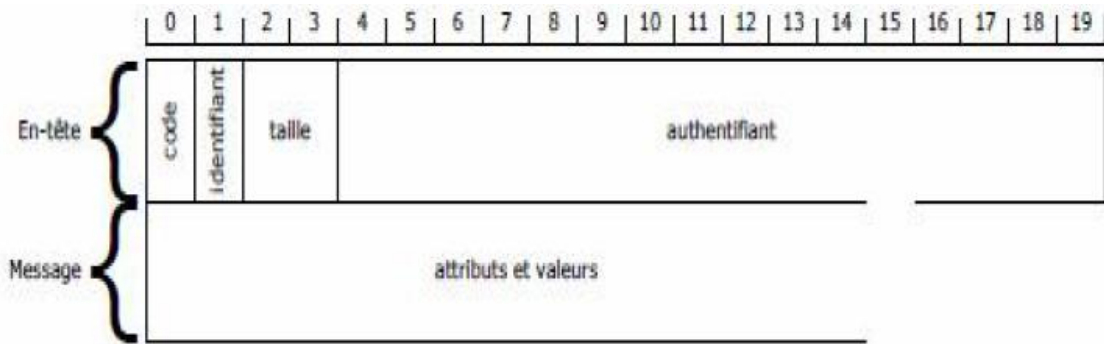 0 1 2 3 4 5 6 7 8 9 10 11 12 13 14 15 16 17 18 19
En-tête code identifiant taille authentifiant
Message attributs et valeurs